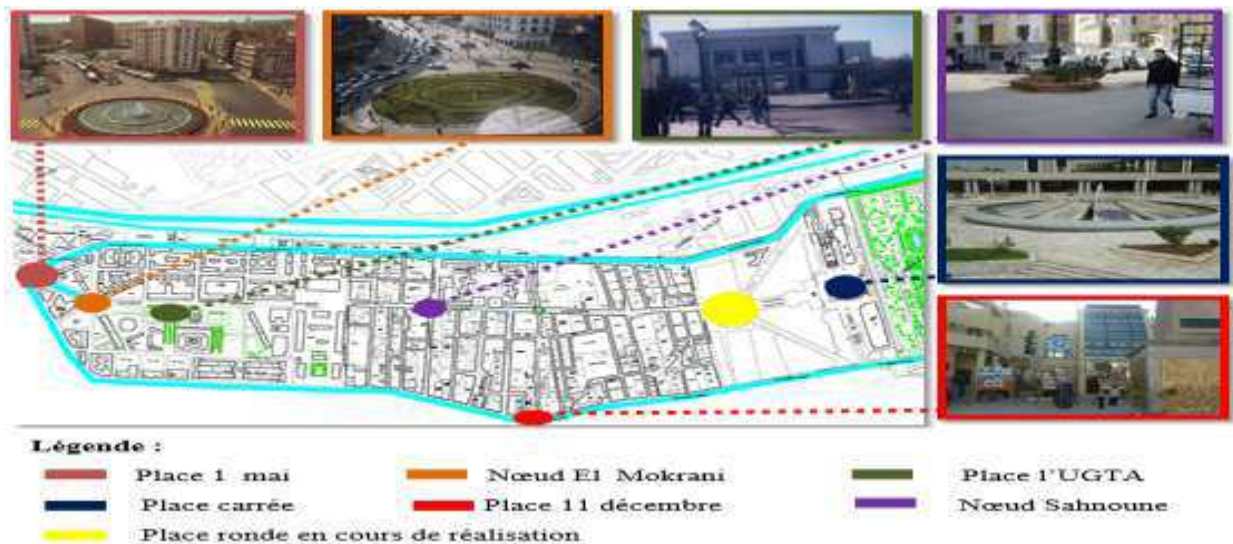 Légende :
Place 1 mai Nœud El Mokrani Place l'UGTA
Place carrée Place 11 décembre Nœud Sahnoune
Place ronde en cours de réalisation